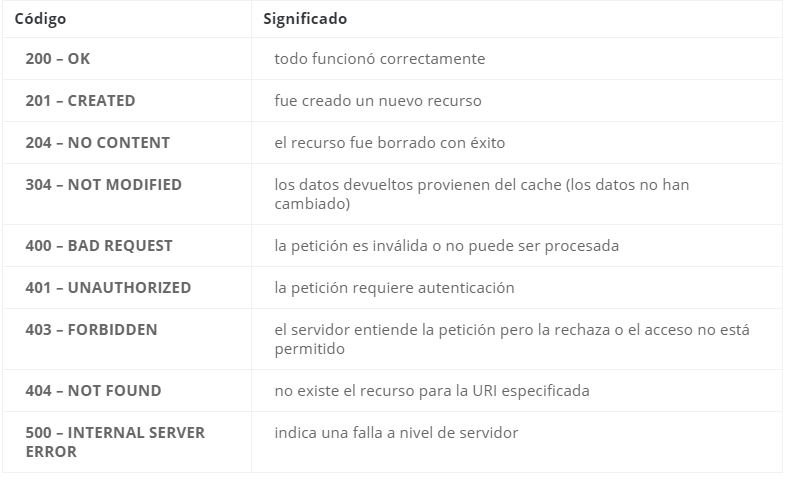 Código Significado
200 – OK todo funcionó correctamente
201 – CREATED fue creado un nuevo recurso
204 – NO CONTENT el recurso fue borrado con éxito
304 – NOT MODIFIED los datos devueltos provienen del cache (los datos no han
cambiado)
400 – BAD REQUEST la petición es inválida o no puede ser procesada
401 – UNAUTHORIZED la petición requiere autenticación
403 – FORBIDDEN el servidor entiende la petición pero la rechaza o el acceso no está
permitido
404 – NOT FOUND no existe el recurso para la URI especificada
500 – INTERNAL SERVER indica una falla a nivel de servidor
ERROR